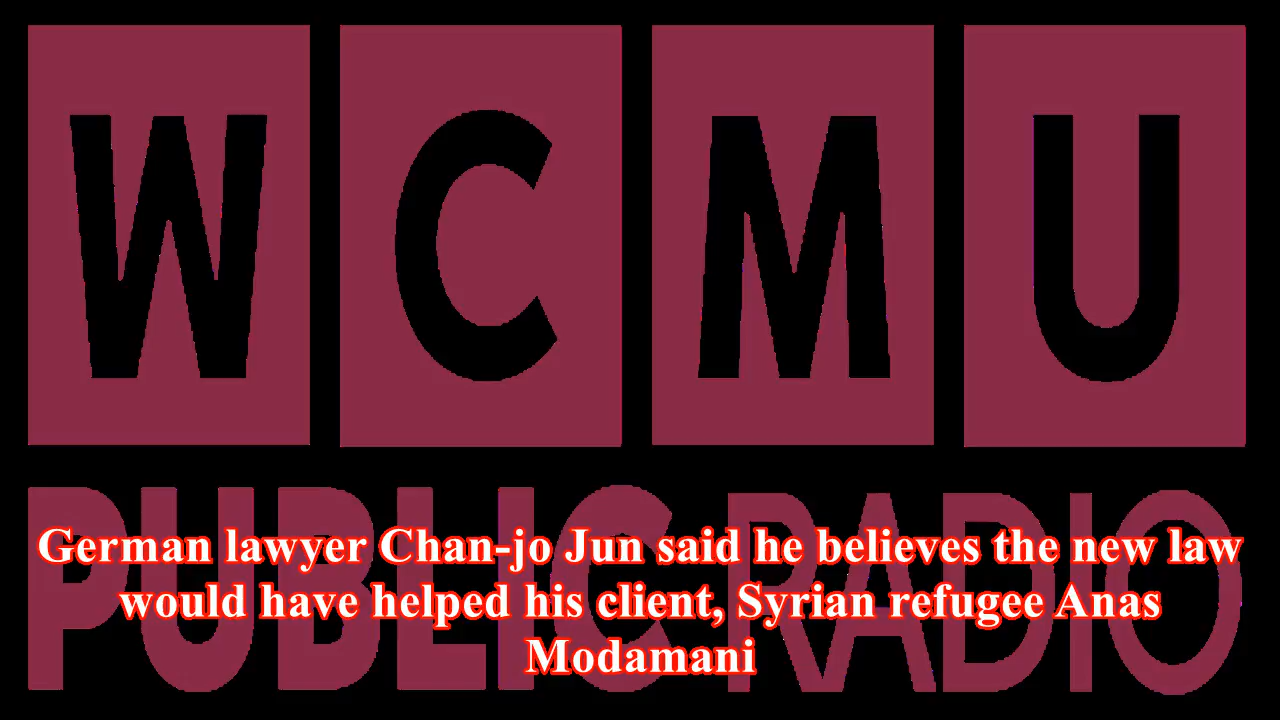 WCMU
PUBLIC RADIO
German lawyer Chan-jo Jun said he believes the new law
would have helped his client, Syrian refugee Anas
Modamani